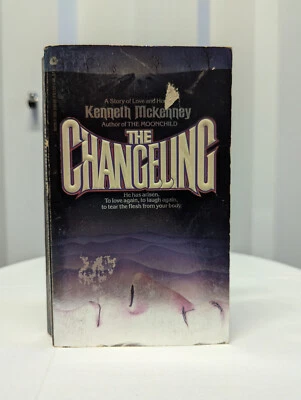 A Story of Love and
Kenneth McKenney
Author of THE MOONCHILD
THE
CHANGELING
He has arisen.
To love again, to laugh again,
to tear the flesh from your body.